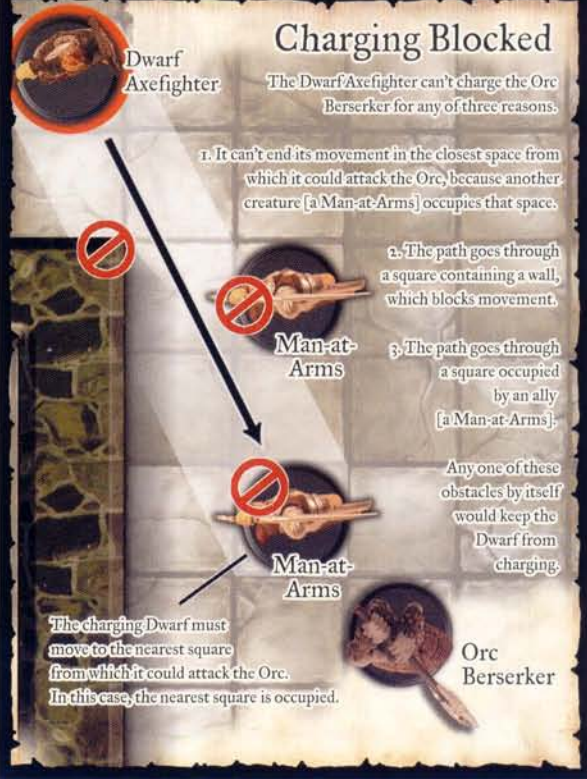 Charging Blocked
Dwarf
Axefighter
The Dwarf Axefighter can't charge the Orc
Berserker for any of three reasons.
1. It can't end its movement in the closest space from
which it could attack the Orc, because another
creature [a Man-at-Arms] occupies that space.
2. The path goes through
a square containing a wall,
which blocks movement.
Man-at-
Arms
3. The path goes through
a square occupied
by an ally
[a Man-at-Arms].
Any one of these
obstacles by itself
would keep the
Dwarf from
charging.
Man-at-
Arms
The charging Dwarf must
move to the nearest square
from which it could attack the Orc.
In this case, the nearest square is occupied.
Orc
Berserker